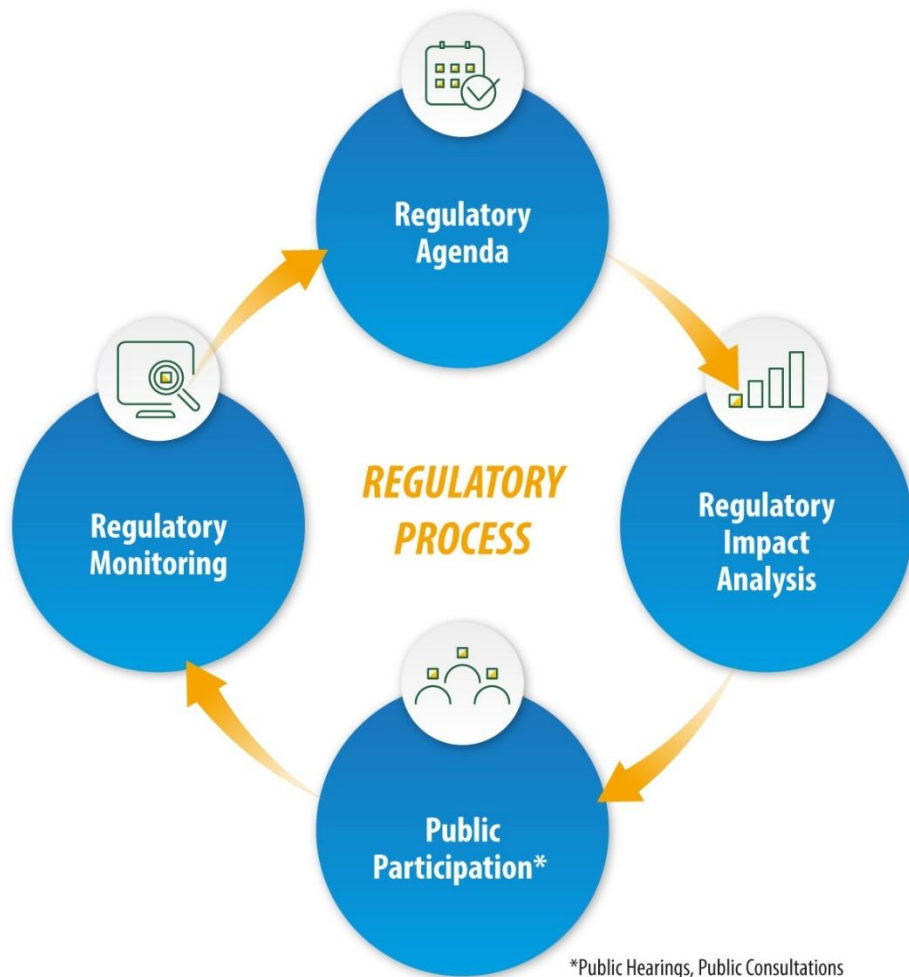 Regulatory
Agenda
Regulatory
Impact
Analysis
REGULATORY
PROCESS
Regulatory
Monitoring
Public
Participation*
*Public Hearings, Public Consultations